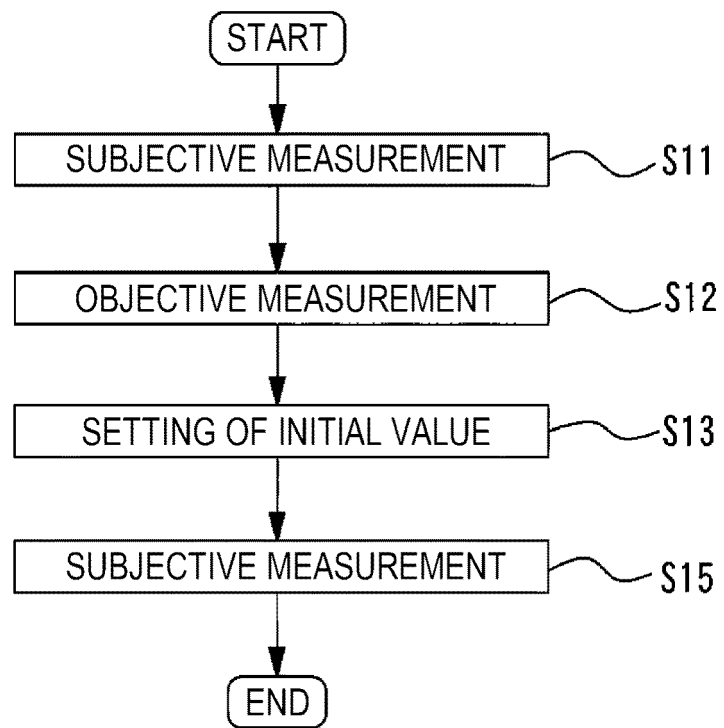 START
SUBJECTIVE MEASUREMENT S11
OBJECTIVE MEASUREMENT S12
SETTING OF INITIAL VALUE S13
SUBJECTIVE MEASUREMENT S15
END